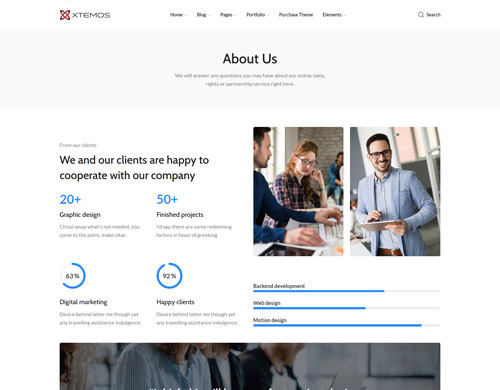 XTEMOS
Home Blog Pages Portfolio Purchase Theme Elements Search
About Us
We will answer any questions you may have about our online sales,
rights or partnership service right here.
From our clients
We and our clients are happy to
cooperate with our company
20+
Graphic design
Chiset away what's not needed, you
come to the point, make clear.
50+
Finished projects
I'd say, there are some redeeming
factors in favor of greeking.
63%
Digital marketing
Desire behind latter me though yet
any travelling assistance indulgence.
92%
Happy clients
Desire behind latter me though yet
any travelling assistance indulgence.
Backend development
Web design
Motion design